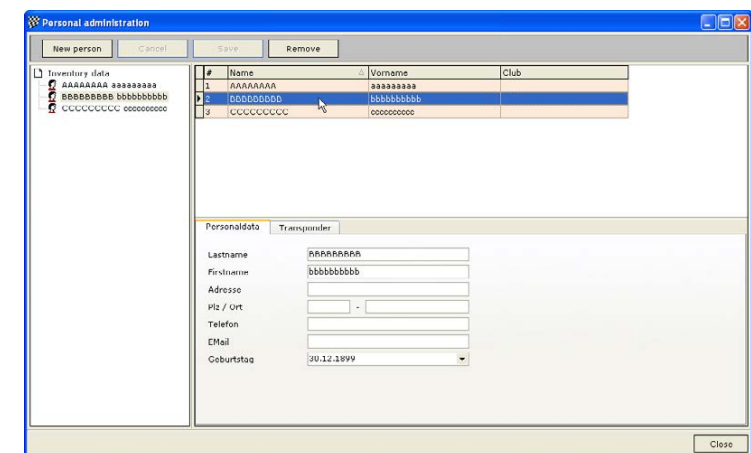 Personal administration
New person Cancel Save Remove
Inventory data
AAAAAAA aaaaaaaaa
BBBBBBBBB bbbbbbbbbb
CCCCCCCCC cccccccccc
# Name Vorname Club
1 AAAAAAA aaaaaaaaa
2 BBBBBBBBB bbbbbbbbbb
3 CCCCCCCCC cccccccccc
Personaldata Transponder
Lastname BBBBBBBBB
Firstname bbbbbbbbbb
Adresse
Plz / Ort -
Telefon
EMail
Geburtstag 30.12.1899
Close